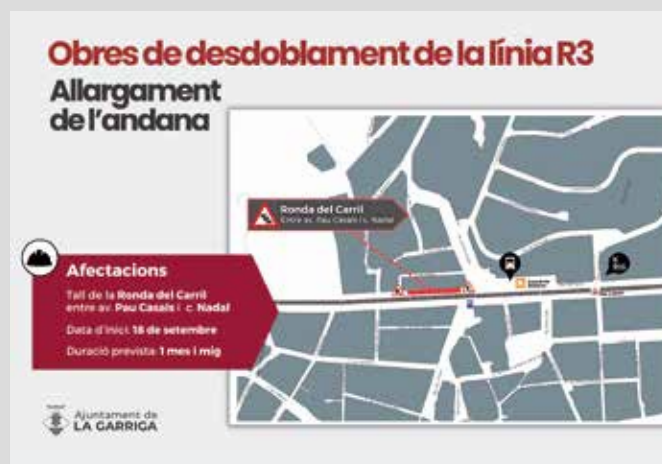 Obres de desdoblament de la línia R3
Allargament
de l'andana
Ronda del Carril
Entre av. Pau Casals i c. Nadal
Afectacions
Tall de la Ronda del Carril
entre av. Pau Casals i c. Nadal
Data d'inici: 18 de setembre
Duració prevista: 1 mes i mig
Ajuntament de
LA GARRIGA